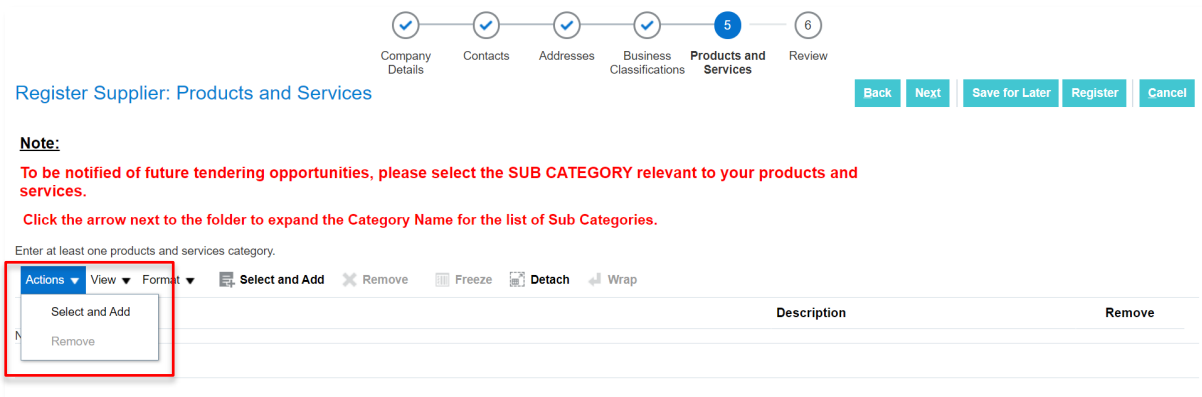 5
6
Company
Details
Contacts
Addresses
Business
Classifications
Products and
Services
Review
Register Supplier: Products and Services
Back
Next
Save for Later
Register
Cancel
Note:
To be notified of future tendering opportunities, please select the SUB CATEGORY relevant to your products and
services.
Click the arrow next to the folder to expand the Category Name for the list of Sub Categories.
Enter at least one products and services category.
Actions View Format Select and Add Remove Freeze Detach Wrap
Select and Add
Remove
Description
Remove
N